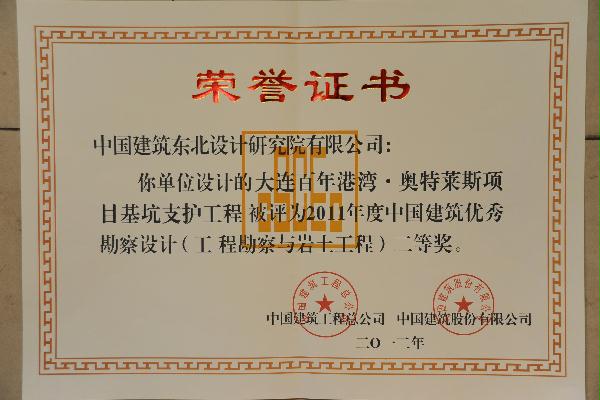 荣誉证书
中国建筑东北设计研究院有限公司：
你单位设计的大连百年港湾·奥特莱斯项
目基坑支护工程 被评为2011年度中国建筑优秀
勘察设计（工程勘察与岩土工程）二等奖。
中国建筑工程总公司 中国建筑股份有限公司
二〇一二年